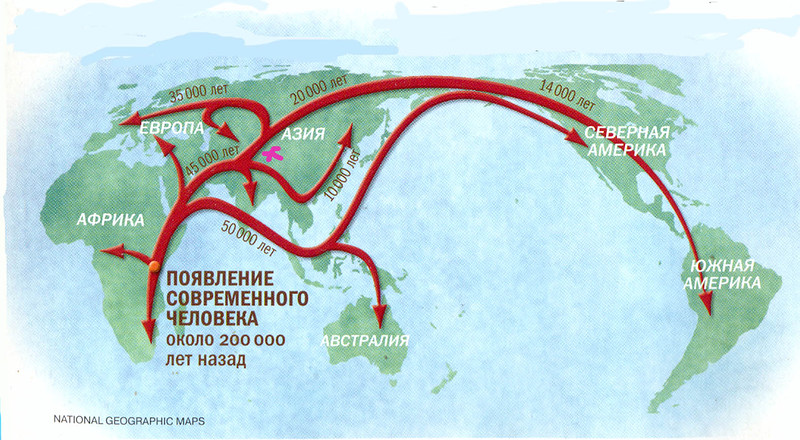 35 000 лет
20 000 лет
14 000 лет
ЕВРОПА
АЗИЯ
СЕВЕРНАЯ
АМЕРИКА
45 000 лет
10 000 лет
АФРИКА
50 000 лет
ПОЯВЛЕНИЕ
СОВРЕМЕННОГО
ЧЕЛОВЕКА
около 200 000
лет назад
ЮЖНАЯ
АМЕРИКА
АВСТРАЛИЯ
NATIONAL GEOGRAPHIC MAPS